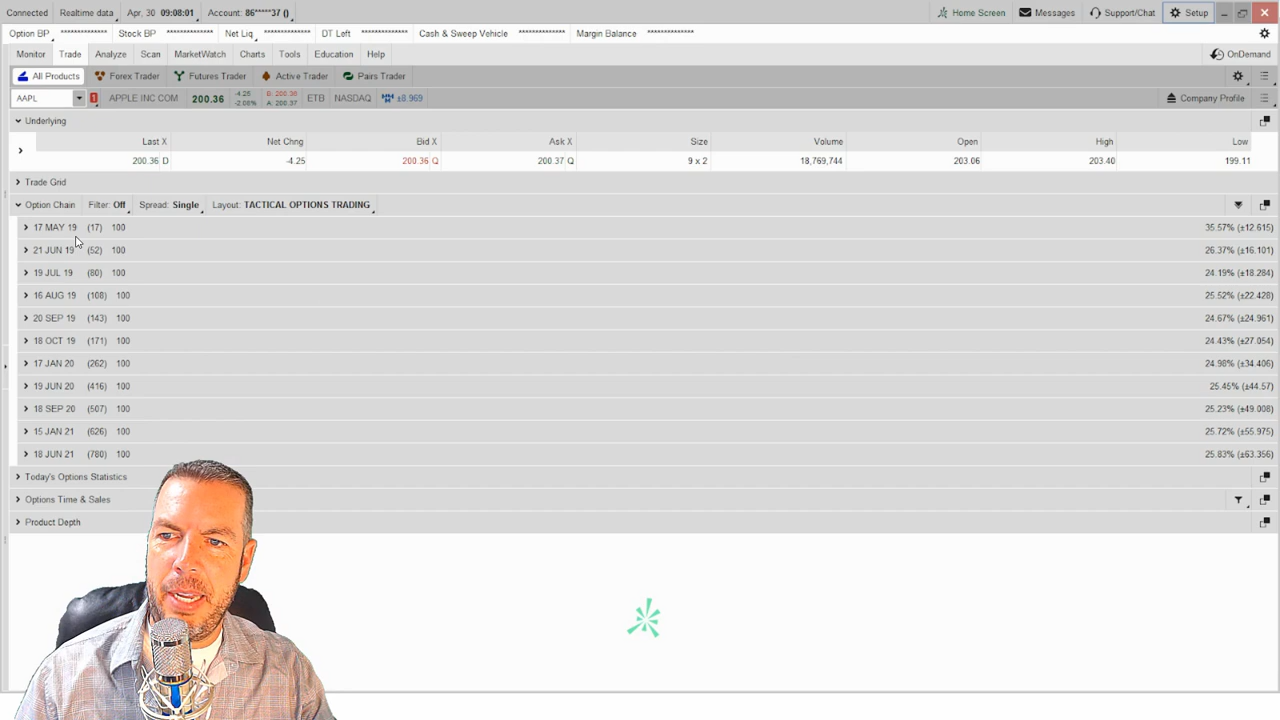 Connected Realtime data Apr, 30 09:08:01 Account: 86*****37 () Home Screen Messages Support/Chat Setup
Option BP ************ Stock BP ************ Net Liq ************ DT Left ************ Cash & Sweep Vehicle ************ Margin Balance ************
Monitor Trade Analyze Scan MarketWatch Charts Tools Education Help OnDemand
All Products Forex Trader Futures Trader Active Trader Pairs Trader
AAPL APPLE INC COM 200.36 -4.25 -2.08% B: 200.36 A: 200.37 ETB NASDAQ ±8.969 Company Profile
Underlying
Last X Net Chng Bid X Ask X Size Volume Open High Low
200.36 D -4.25 200.36 Q 200.37 Q 9 x 2 18,769,744 203.06 203.40 199.11
Trade Grid
Option Chain Filter: Off Spread: Single Layout: TACTICAL OPTIONS TRADING
17 MAY 19 (17) 100 35.57% (±12.615)
21 JUN 19 (52) 100 26.37% (±16.101)
19 JUL 19 (80) 100 24.19% (±18.284)
16 AUG 19 (108) 100 25.52% (±22.428)
20 SEP 19 (143) 100 24.67% (±24.961)
18 OCT 19 (171) 100 24.43% (±27.054)
17 JAN 20 (262) 100 24.98% (±34.406)
19 JUN 20 (416) 100 25.45% (±44.57)
18 SEP 20 (507) 100 25.23% (±49.008)
15 JAN 21 (626) 100 25.72% (±55.975)
18 JUN 21 (780) 100 25.83% (±63.356)
Today's Options Statistics
Options Time & Sales
Product Depth